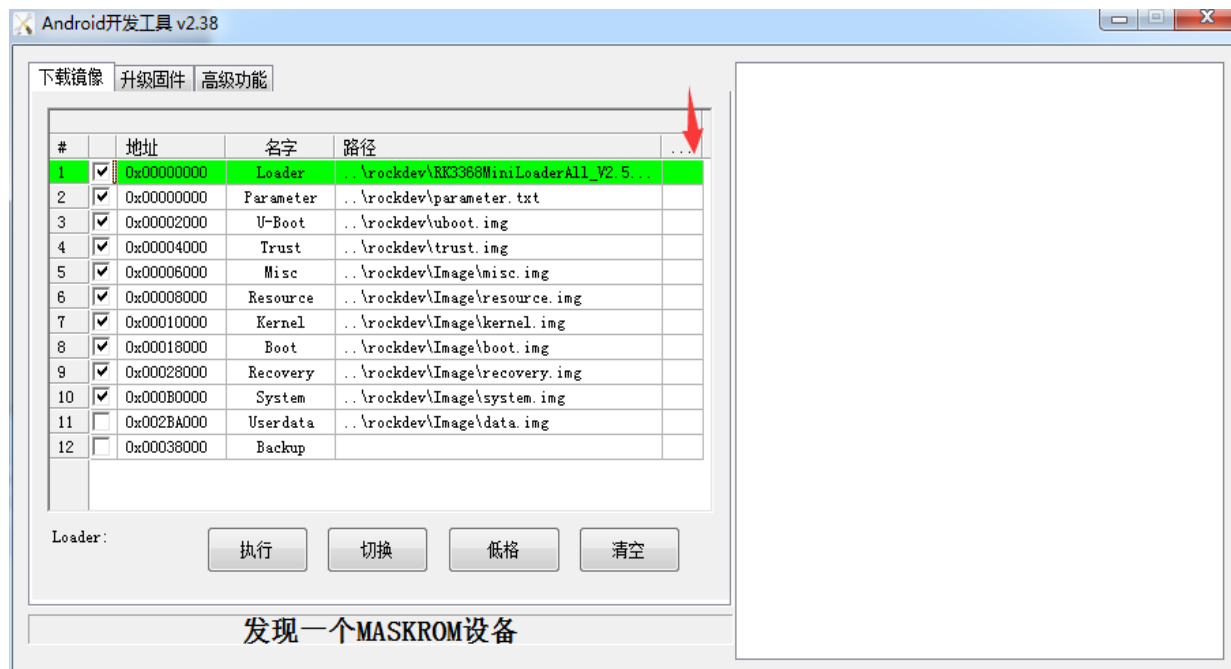 Android开发工具 v2.38
下载镜像 升级固件 高级功能
# 地址 名字 路径 ...
1 0x00000000 Loader ..\rockdev\RK3368MiniLoaderAll_V2.5...
2 0x00000000 Parameter ..\rockdev\parameter.txt
3 0x00002000 U-Boot ..\rockdev\uboot.img
4 0x00004000 Trust ..\rockdev\trust.img
5 0x00006000 Misc ..\rockdev\Image\misc.img
6 0x00008000 Resource ..\rockdev\Image\resource.img
7 0x00010000 Kernel ..\rockdev\Image\kernel.img
8 0x00018000 Boot ..\rockdev\Image\boot.img
9 0x00028000 Recovery ..\rockdev\Image\recovery.img
10 0x000B0000 System ..\rockdev\Image\system.img
11 0x002BA000 Userdata ..\rockdev\Image\data.img
12 0x00038000 Backup
Loader: 执行 切换 低格 清空
发现一个MASKROM设备